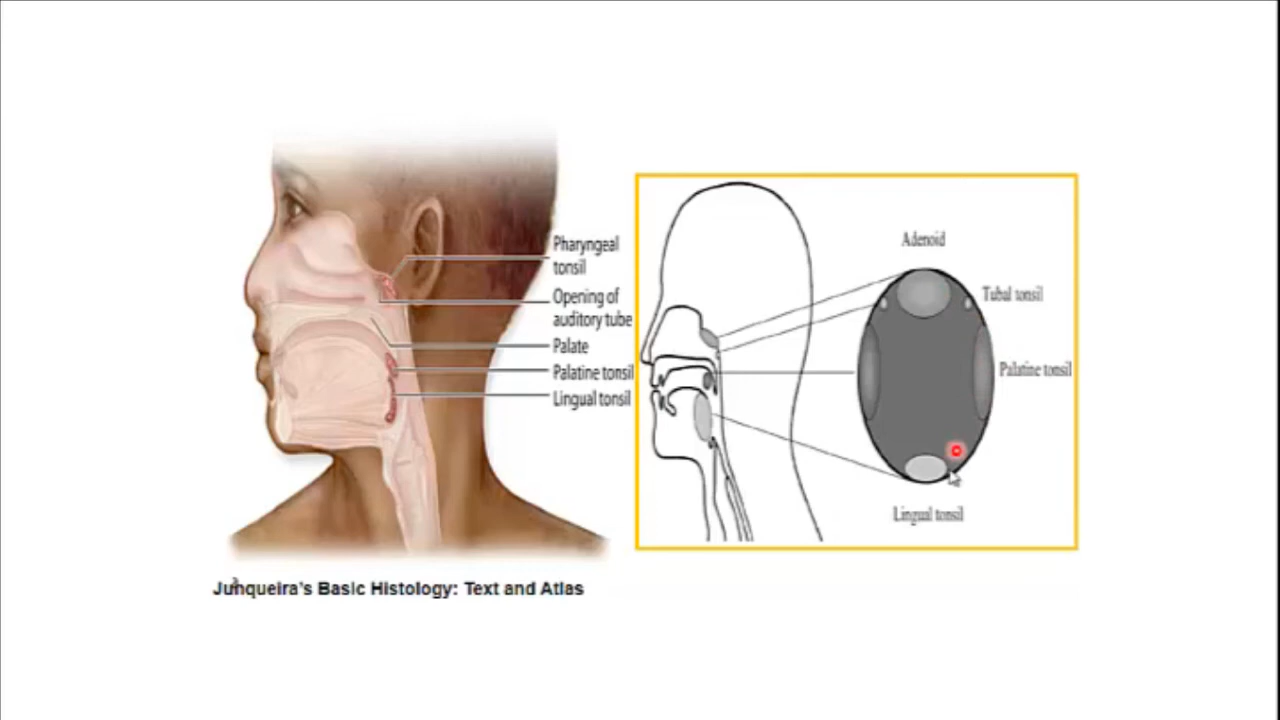 Pharyngeal
tonsil
Opening of
auditory tube
Palate
Palatine tonsil
Lingual tonsil
Adenoid
Tubal tonsil
Palatine tonsil
Lingual tonsil
Junqueira's Basic Histology: Text and Atlas